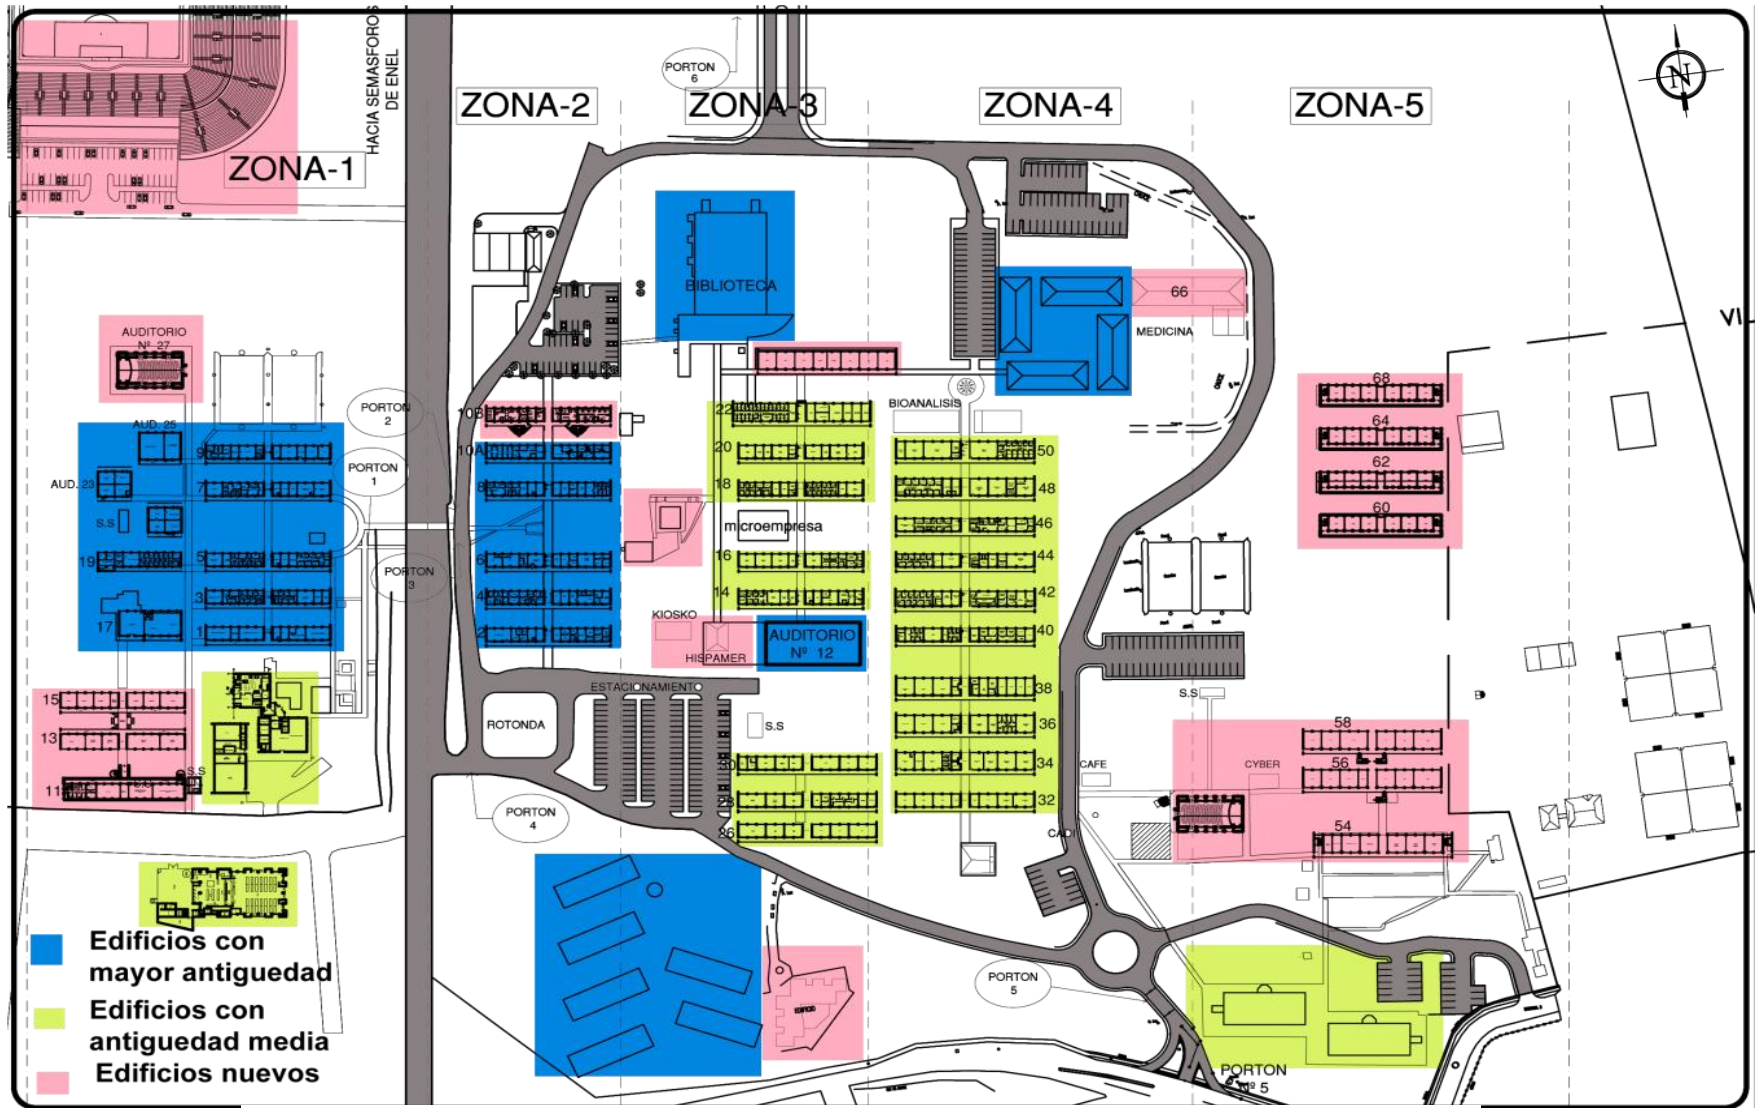 HACIA SEMASFOROS
DE ENEL
PORTON
6
N
ZONA-1
ZONA-2
ZONA-3
ZONA-4
ZONA-5
BIBLIOTECA
66
MEDICINA
VI
AUDITORIO
Nº 27
PORTON
2
AUD. 25
AUD. 23
PORTON
1
S.S
9
7
19
5
3
17
1
PORTON
3
10B
10A
8
6
4
2
22
20
18
microempresa
16
14
KIOSKO
HISPAMER
AUDITORIO
Nº 12
BIOANALISIS
50
48
46
44
42
40
38
36
34
32
68
64
62
60
15
13
11
S.S
ESTACIONAMIENTO
ROTONDA
S.S
30
28
26
PORTON
4
S.S
CAFE
CYBER
CADI
58
56
54
EDIFICIO
PORTON
5
PORTON
Nº 5
Edificios con
mayor antiguedad
Edificios con
antiguedad media
Edificios nuevos